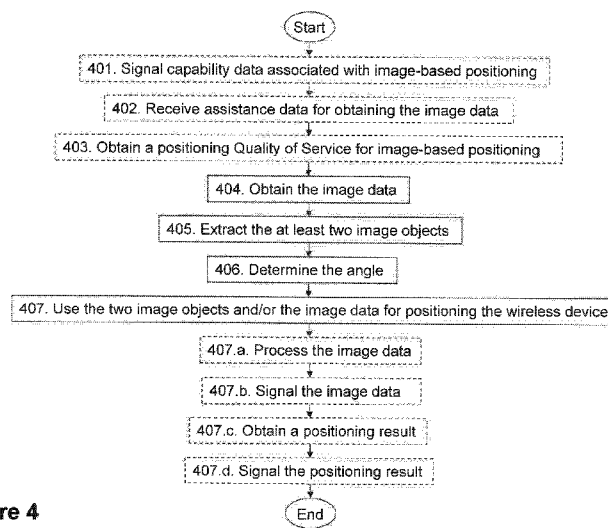 Start
401. Signal capability data associated with image-based positioning
402. Receive assistance data for obtaining the image data
403. Obtain a positioning Quality of Service for image-based positioning
404. Obtain the image data
405. Extract the at least two image objects
406. Determine the angle
407. Use the two image objects and/or the image data for positioning the wireless device
407.a. Process the image data
407.b. Signal the image data
407.c. Obtain a positioning result
407.d. Signal the positioning result
End
re 4